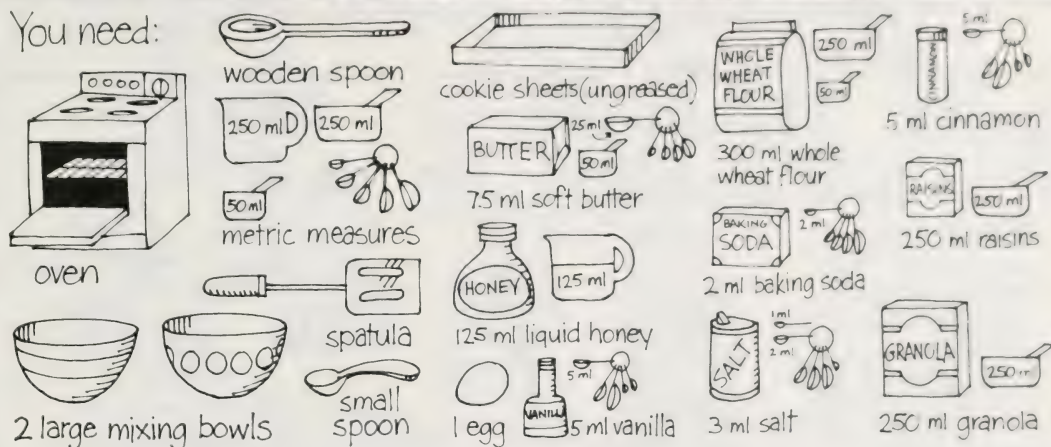 You need:
oven
2 large mixing bowls
wooden spoon
250 ml
250 ml
50 ml
metric measures
spatula
small
spoon
cookie sheets (ungreased)
BUTTER
25 ml
50 ml
75 ml soft butter
HONEY
125 ml
125 ml liquid honey
1 egg
VANILLA
5 ml
5 ml vanilla
WHOLE
WHEAT
FLOUR
250 ml
50 ml
300 ml whole
wheat flour
BAKING
SODA
2 ml
2 ml baking soda
SALT
1 ml
2 ml
3 ml salt
CINNAMON
5 ml
5 ml cinnamon
RAISINS
250 ml
250 ml raisins
GRANOLA
250 m
250 ml granola